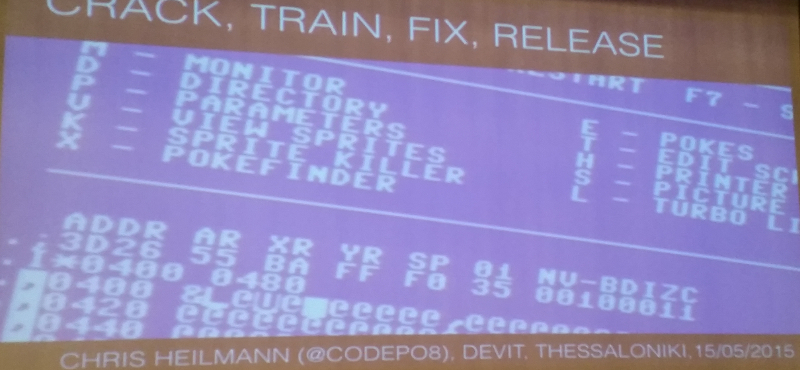 CRACK, TRAIN, FIX, RELEASE
RESTART F7 - S
M - MONITOR
D - DIRECTORY
P - PARAMETERS
V - VIEW SPRITES
K - SPRITE KILLER
X - POKEFINDER
E - POKES
T - EDIT SC
H - PRINTER
S - PICTURE
L - TURBO LI
ADDR AR XR YR SP 01 NV-BDIZC
3D26 55 BA FF F0 35 00100011
I*0400 0480
0400
0420
0440
CHRIS HEILMANN (@CODEPO8), DEVIT, THESSALONIKI, 15/05/2015